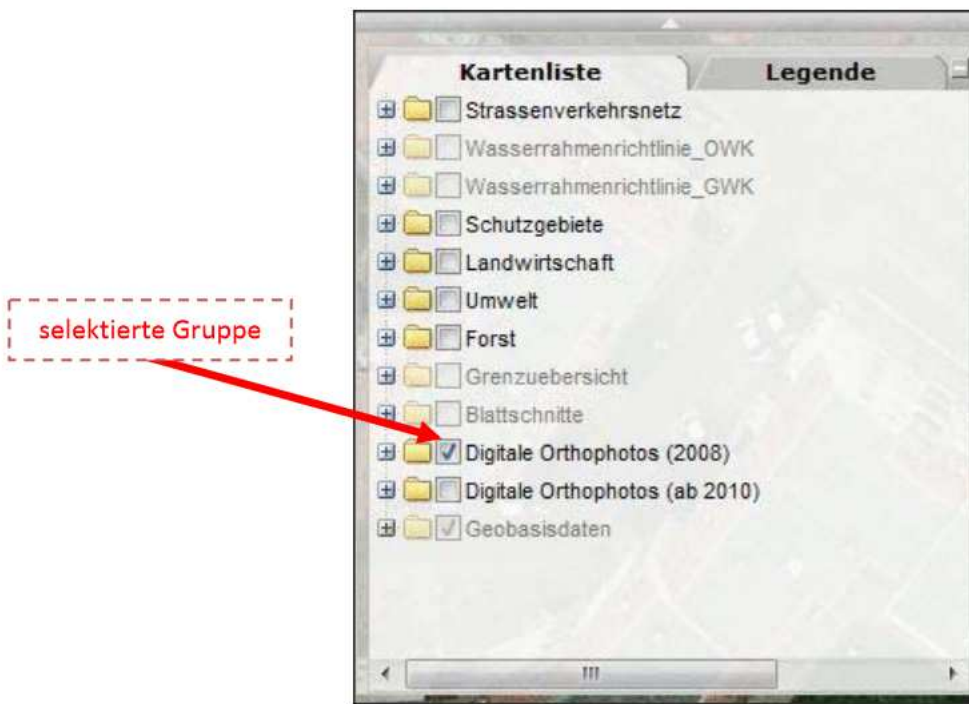 Kartenliste
Legende
Strassenverkehrsnetz
Wasserrahmenrichtlinie_OWK
Wasserrahmenrichtlinie_GWK
Schutzgebiete
Landwirtschaft
Umwelt
selektierte Gruppe
Forst
Grenzuebersicht
Blattschnitte
Digitale Orthophotos (2008)
Digitale Orthophotos (ab 2010)
Geobasisdaten